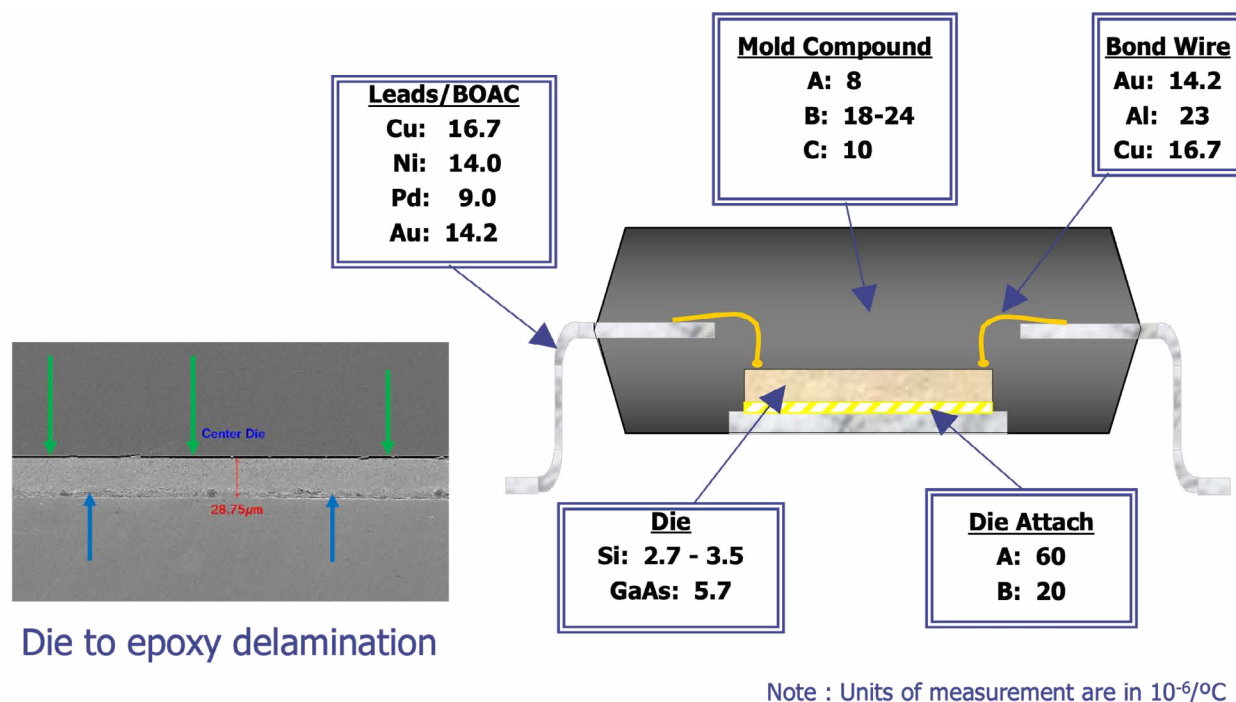 Leads/BOAC
Cu: 16.7
Ni: 14.0
Pd: 9.0
Au: 14.2
Mold Compound
A: 8
B: 18-24
C: 10
Bond Wire
Au: 14.2
Al: 23
Cu: 16.7
Center Die
28.75µm
Die to epoxy delamination
Die
Si: 2.7 - 3.5
GaAs: 5.7
Die Attach
A: 60
B: 20
Note : Units of measurement are in 10⁻⁶/ºC